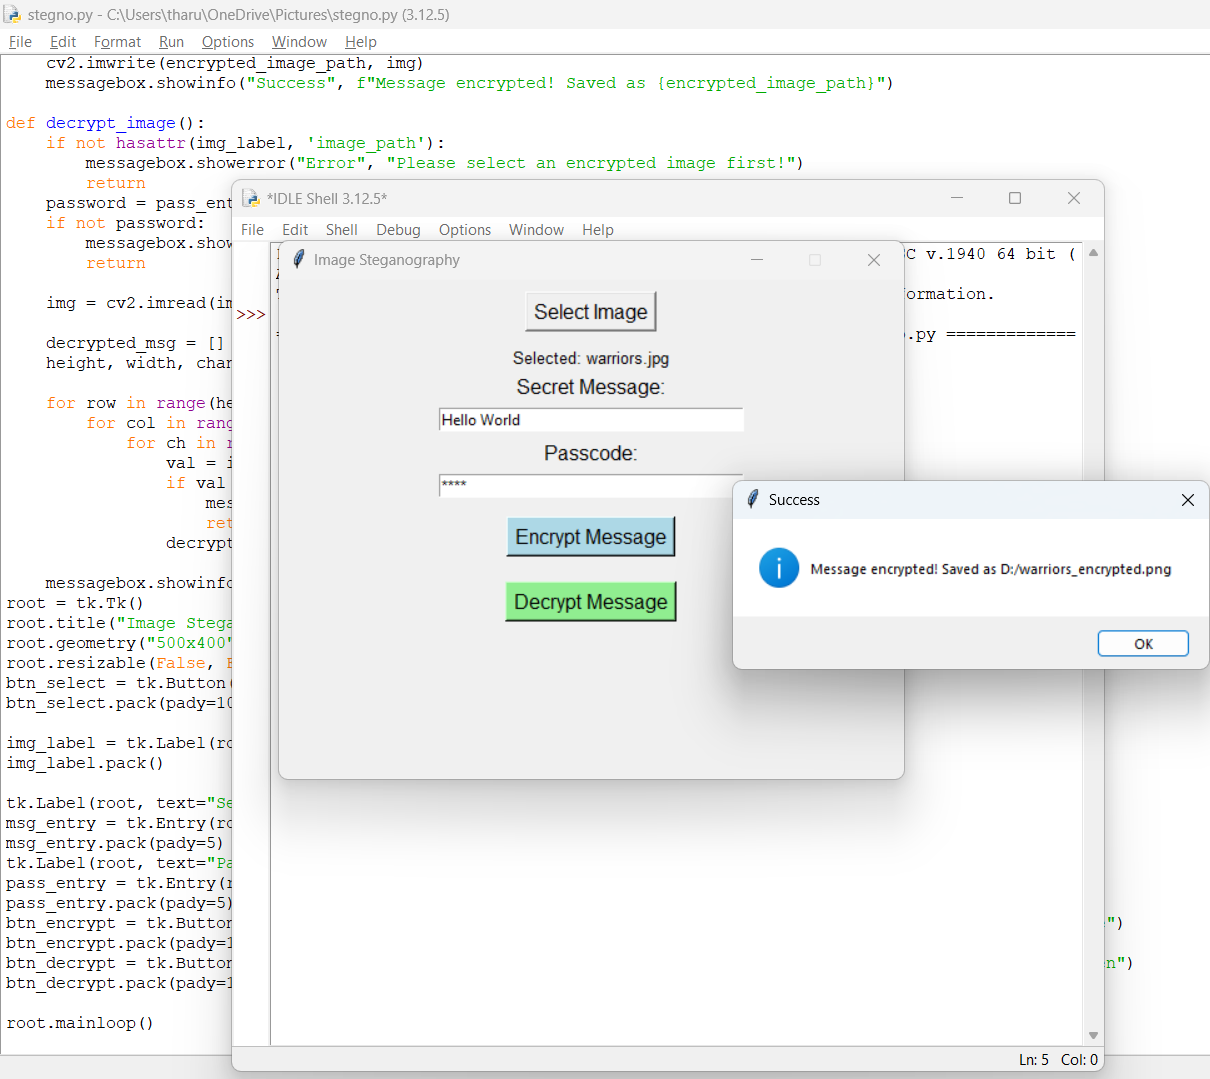 stegno.py - C:\Users\tharu\OneDrive\Pictures\stegno.py (3.12.5)
File Edit Format Run Options Window Help
cv2.imwrite(encrypted_image_path, img)
messagebox.showinfo("Success", f"Message encrypted! Saved as {encrypted_image_path}")
def decrypt_image():
if not hasattr(img_label, 'image_path'):
messagebox.showerror("Error", "Please select an encrypted image first!")
return
password = pass_ent
if not password:
messagebox.show
return
img = cv2.imread(im
decrypted_msg = []
height, width, chan
for row in range(he
for col in rang
for ch in r
val = i
if val
mes
ret
decrypt
messagebox.showinfo
root = tk.Tk()
root.title("Image Stega
root.geometry("500x400"
root.resizable(False, F
btn_select = tk.Button(
btn_select.pack(pady=10
img_label = tk.Label(ro
img_label.pack()
tk.Label(root, text="Se
msg_entry = tk.Entry(ro
msg_entry.pack(pady=5)
tk.Label(root, text="Pa
pass_entry = tk.Entry(r
pass_entry.pack(pady=5)
btn_encrypt = tk.Button
btn_encrypt.pack(pady=1
btn_decrypt = tk.Button
btn_decrypt.pack(pady=1
root.mainloop()
")
n")
*IDLE Shell 3.12.5*
File Edit Shell Debug Options Window Help
C v.1940 64 bit (
ormation.
>>>
.py =============
Ln: 5 Col: 0
Image Steganography
Select Image
Selected: warriors.jpg
Secret Message:
Hello World
Passcode:
****
Encrypt Message
Decrypt Message
Success
Message encrypted! Saved as D:/warriors_encrypted.png
OK